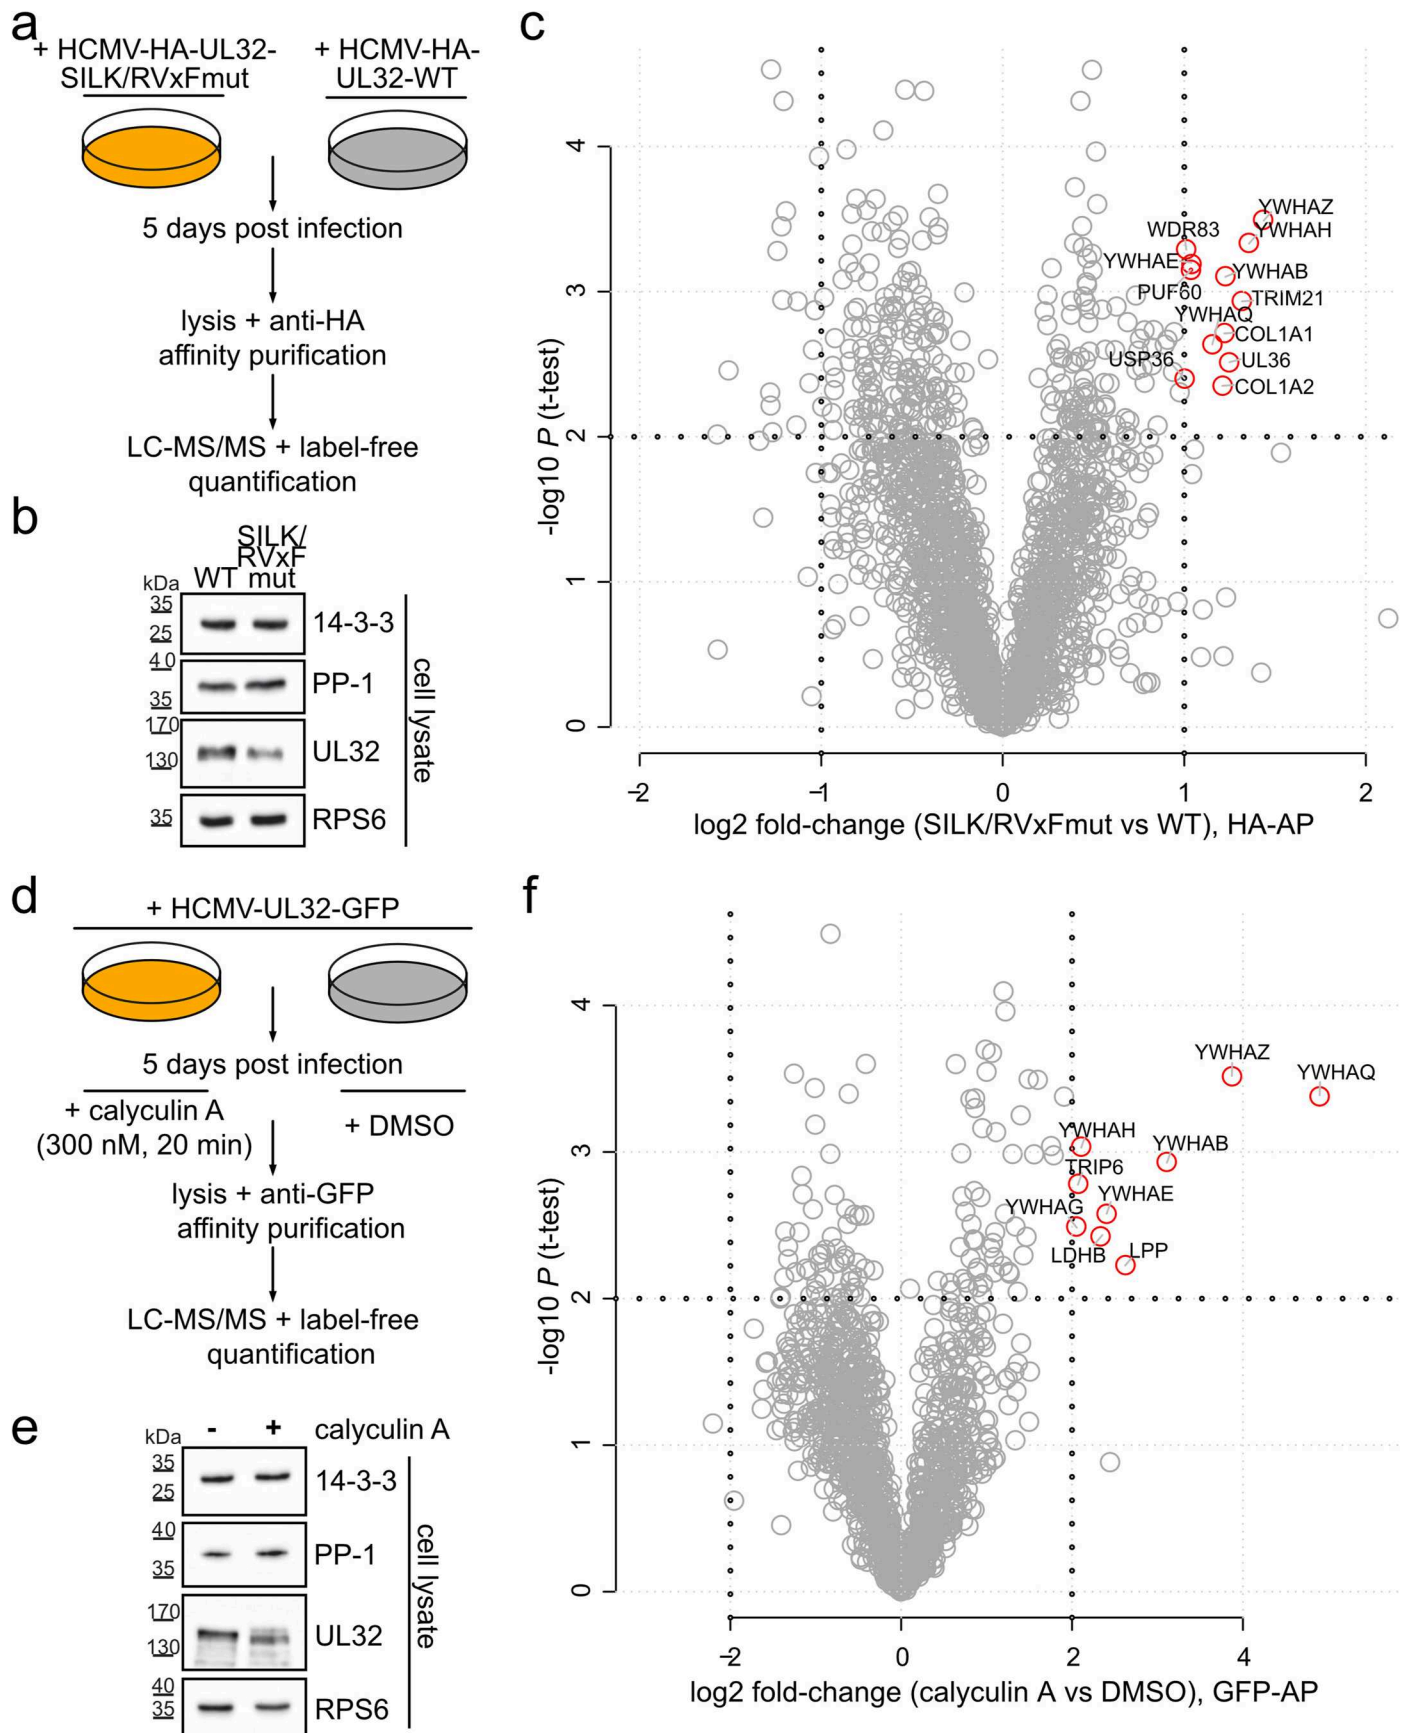 a
+ HCMV-HA-UL32-
SILK/RVxFmut
+ HCMV-HA-
UL32-WT
5 days post infection
lysis + anti-HA
affinity purification
LC-MS/MS + label-free
quantification
b
kDa
WT
SILK/
RVxF
mut
35
25
14-3-3
40
35
PP-1
170
130
UL32
35
RPS6
cell lysate
c
-log10 P (t-test)
4
3
2
1
0
YWHAZ
WDR83
YWHAH
YWHAE
YWHAB
PUF60
TRIM21
YWHAQ
COL1A1
USP36
UL36
COL1A2
−2
−1
0
1
2
log2 fold-change (SILK/RVxFmut vs WT), HA-AP
d
+ HCMV-UL32-GFP
5 days post infection
+ calyculin A
(300 nM, 20 min)
+ DMSO
lysis + anti-GFP
affinity purification
LC-MS/MS + label-free
quantification
e
kDa
-
+
calyculin A
35
25
14-3-3
40
35
PP-1
170
130
UL32
40
35
RPS6
cell lysate
f
-log10 P (t-test)
4
3
2
1
0
YWHAZ
YWHAQ
YWHAH
YWHAB
TRIP6
YWHAG
YWHAE
LDHB
LPP
−2
0
2
4
log2 fold-change (calyculin A vs DMSO), GFP-AP